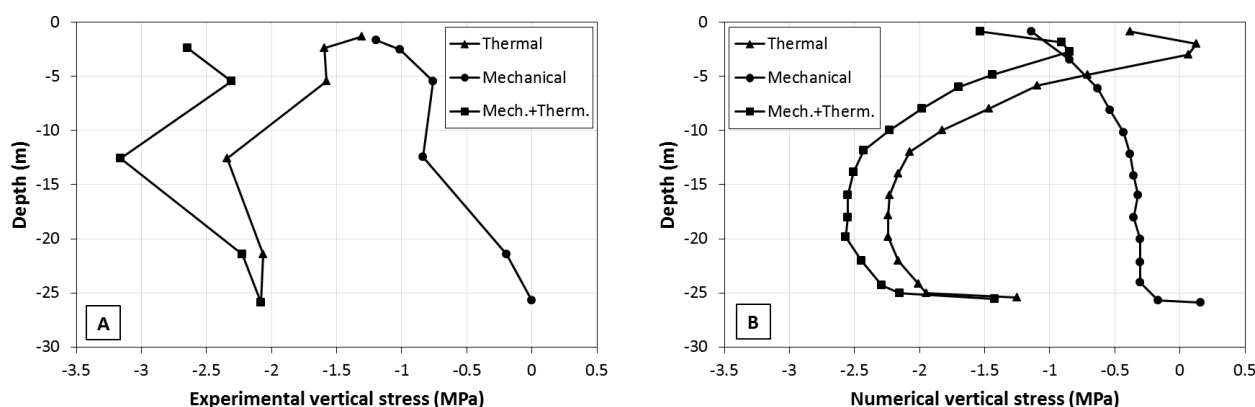 0
-5
-10
-15
-20
-25
-30
Depth (m)
Thermal
Mechanical
Mech.+Therm.
A
-3.5 -3 -2.5 -2 -1.5 -1 -0.5 0 0.5
Experimental vertical stress (MPa)
0
-5
-10
-15
-20
-25
-30
Depth (m)
Thermal
Mechanical
Mech.+Therm.
B
-3.5 -3 -2.5 -2 -1.5 -1 -0.5 0 0.5
Numerical vertical stress (MPa)